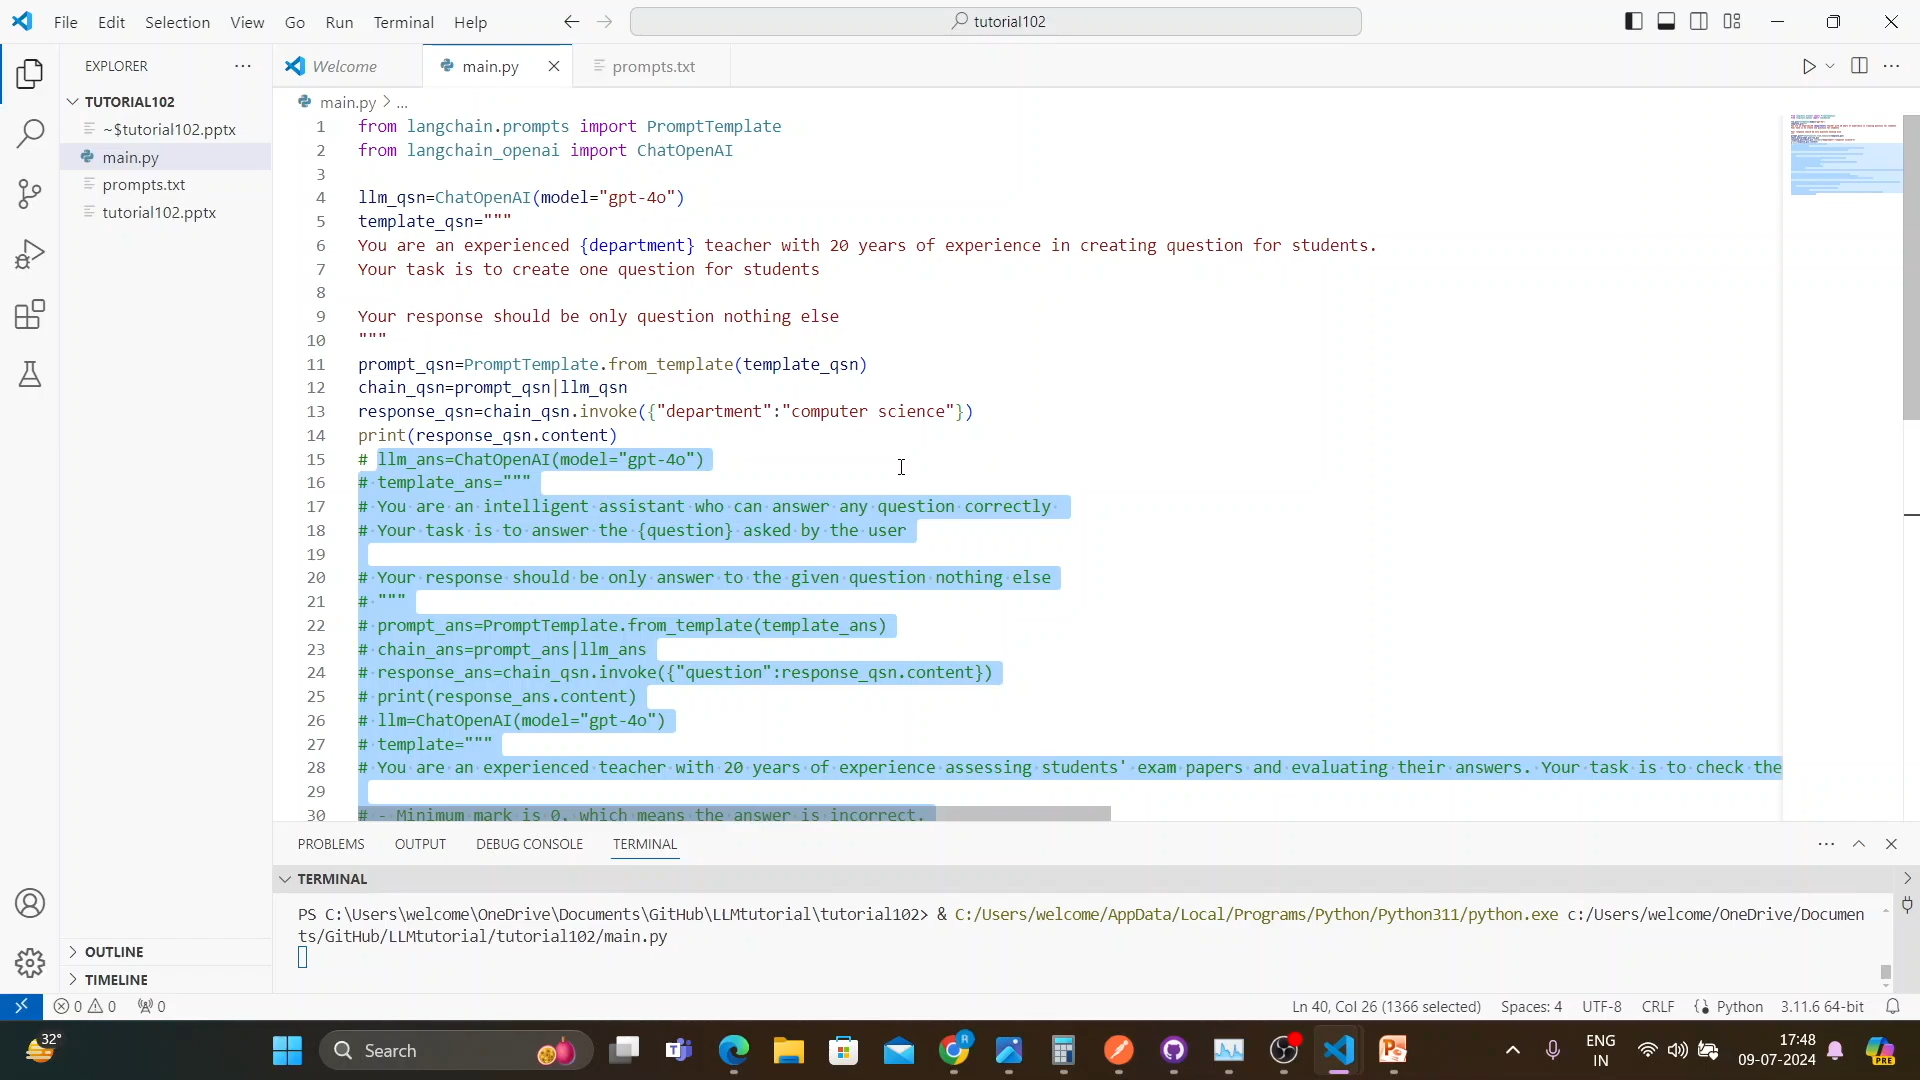 File Edit Selection View Go Run Terminal Help
tutorial102
EXPLORER
Welcome
main.py
prompts.txt
TUTORIAL102
~$tutorial102.pptx
main.py
prompts.txt
tutorial102.pptx
main.py > ...
1 from langchain.prompts import PromptTemplate
2 from langchain_openai import ChatOpenAI
3
4 llm_qsn=ChatOpenAI(model="gpt-4o")
5 template_qsn="""
6 You are an experienced {department} teacher with 20 years of experience in creating question for students.
7 Your task is to create one question for students
8
9 Your response should be only question nothing else
10 """
11 prompt_qsn=PromptTemplate.from_template(template_qsn)
12 chain_qsn=prompt_qsn|llm_qsn
13 response_qsn=chain_qsn.invoke({"department":"computer science"})
14 print(response_qsn.content)
15 # llm_ans=ChatOpenAI(model="gpt-4o")
16 # template_ans="""
17 # You are an intelligent assistant who can answer any question correctly
18 # Your task is to answer the {question} asked by the user
19
20 # Your response should be only answer to the given question nothing else
21 # """
22 # prompt_ans=PromptTemplate.from_template(template_ans)
23 # chain_ans=prompt_ans|llm_ans
24 # response_ans=chain_qsn.invoke({"question":response_qsn.content})
25 # print(response_ans.content)
26 # llm=ChatOpenAI(model="gpt-4o")
27 # template="""
28 # You are an experienced teacher with 20 years of experience assessing students' exam papers and evaluating their answers. Your task is to check the
29
30 # - Minimum mark is 0, which means the answer is incorrect.
PROBLEMS OUTPUT DEBUG CONSOLE TERMINAL
TERMINAL
PS C:\Users\welcome\OneDrive\Documents\GitHub\LLMtutorial\tutorial102> & C:/Users/welcome/AppData/Local/Programs/Python/Python311/python.exe c:/Users/welcome/OneDrive/Documen
ts/GitHub/LLMtutorial/tutorial102/main.py
OUTLINE
TIMELINE
0 0 0 Ln 40, Col 26 (1366 selected) Spaces: 4 UTF-8 CRLF {} Python 3.11.6 64-bit
32°
Search
ENG
IN
17:48
09-07-2024
PRE